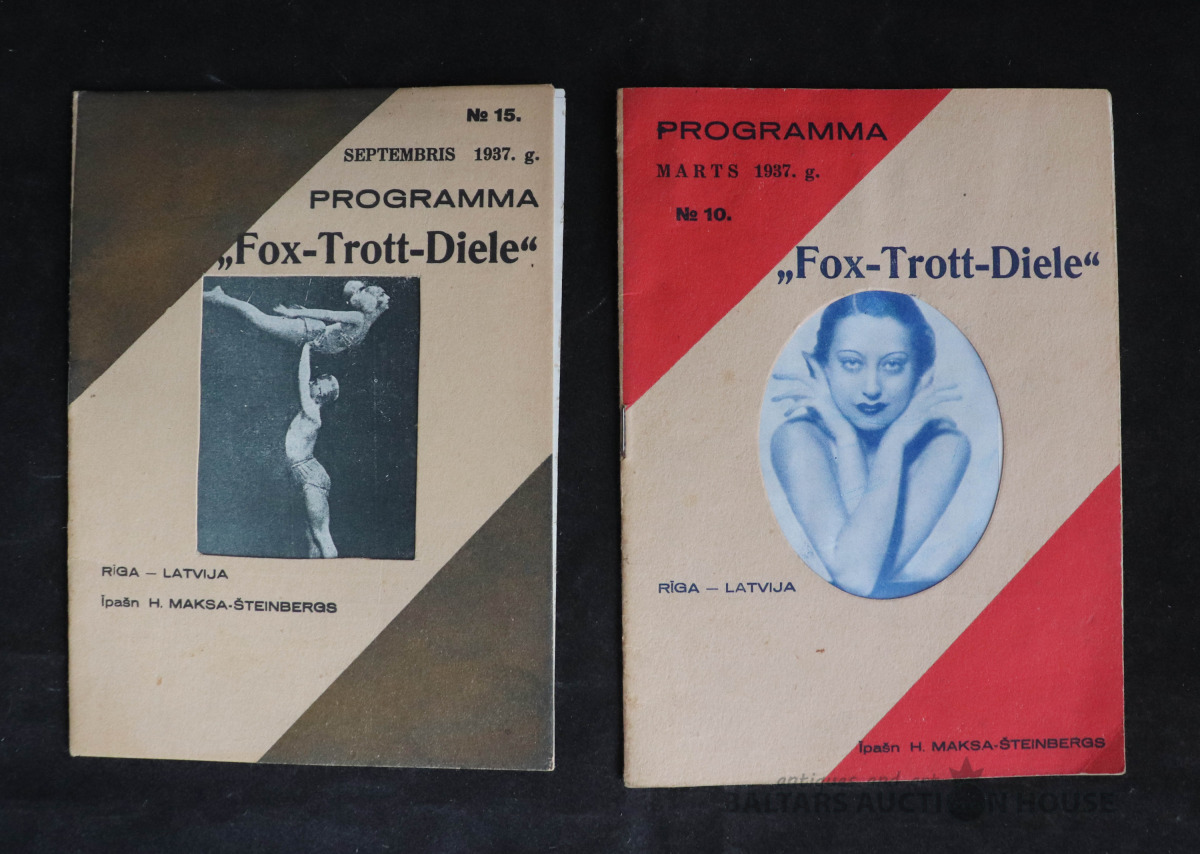 № 15.
SEPTEMBRIS 1937. g.
PROGRAMMA
„Fox-Trott-Diele“
RĪGA — LATVIJA
Īpašn H. MAKSA-ŠTEINBERGS
PROGRAMMA
MARTS 1937. g.
№ 10.
„Fox-Trott-Diele“
RĪGA — LATVIJA
Īpašn H. MAKSA-ŠTEINBERGS
antiques and art
BALTARS AUCTION HOUSE